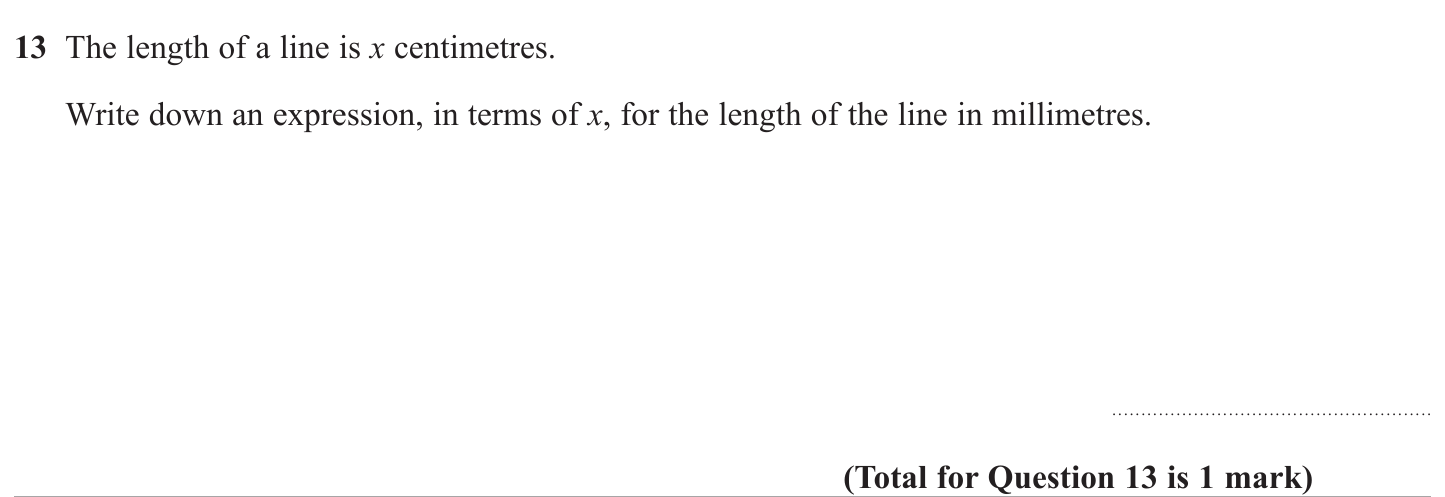 13 The length of a line is x centimetres.
Write down an expression, in terms of x, for the length of the line in millimetres.
(Total for Question 13 is 1 mark)